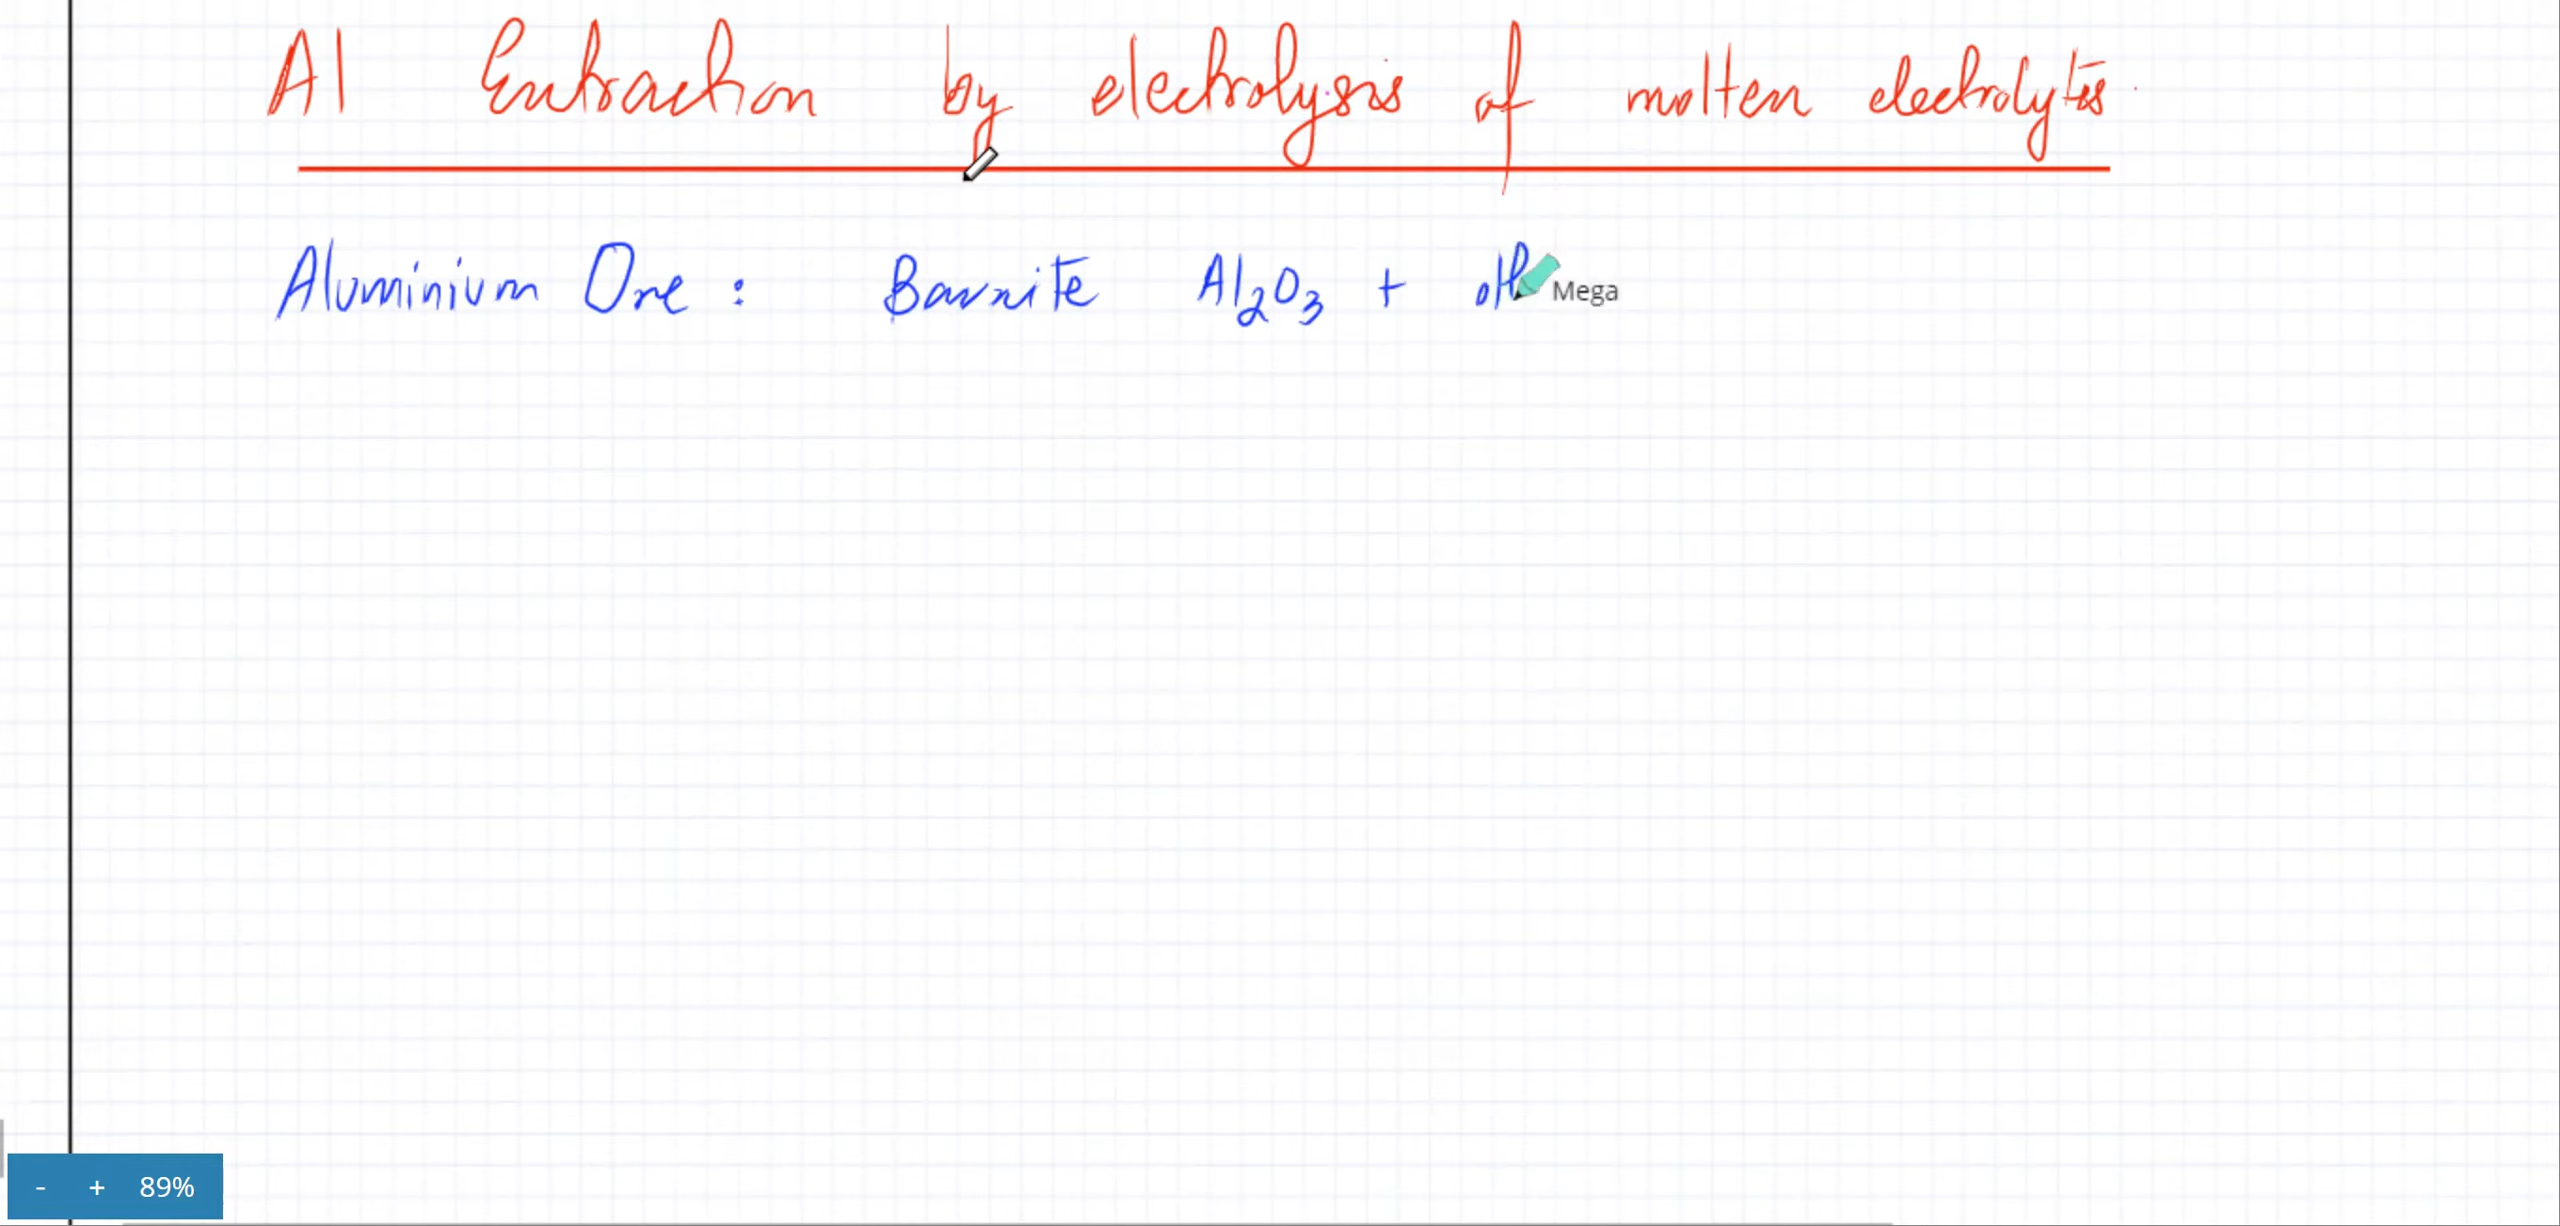 Al Extraction by electrolysis of molten electrolytes.
Aluminium Ore : Bauxite Al₂O₃ + oth
Mega
- + 89%